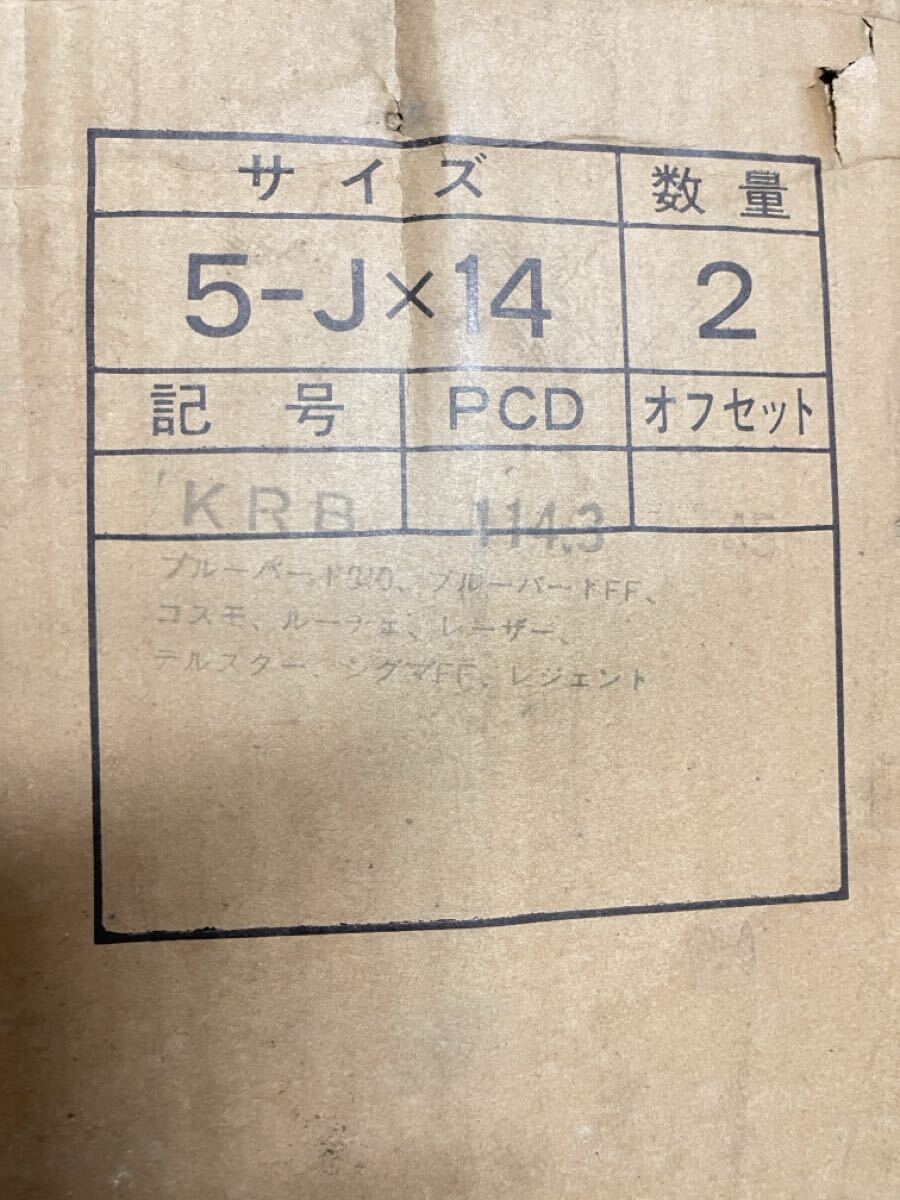 サイズ 数量
5-J×14 2
記号 PCD オフセット
KRB 114.3 45
ブルーバード910、ブルーバードFF、
コスモ、ルーチェ、レーザー、
テルスター、シグマFF、レジェント